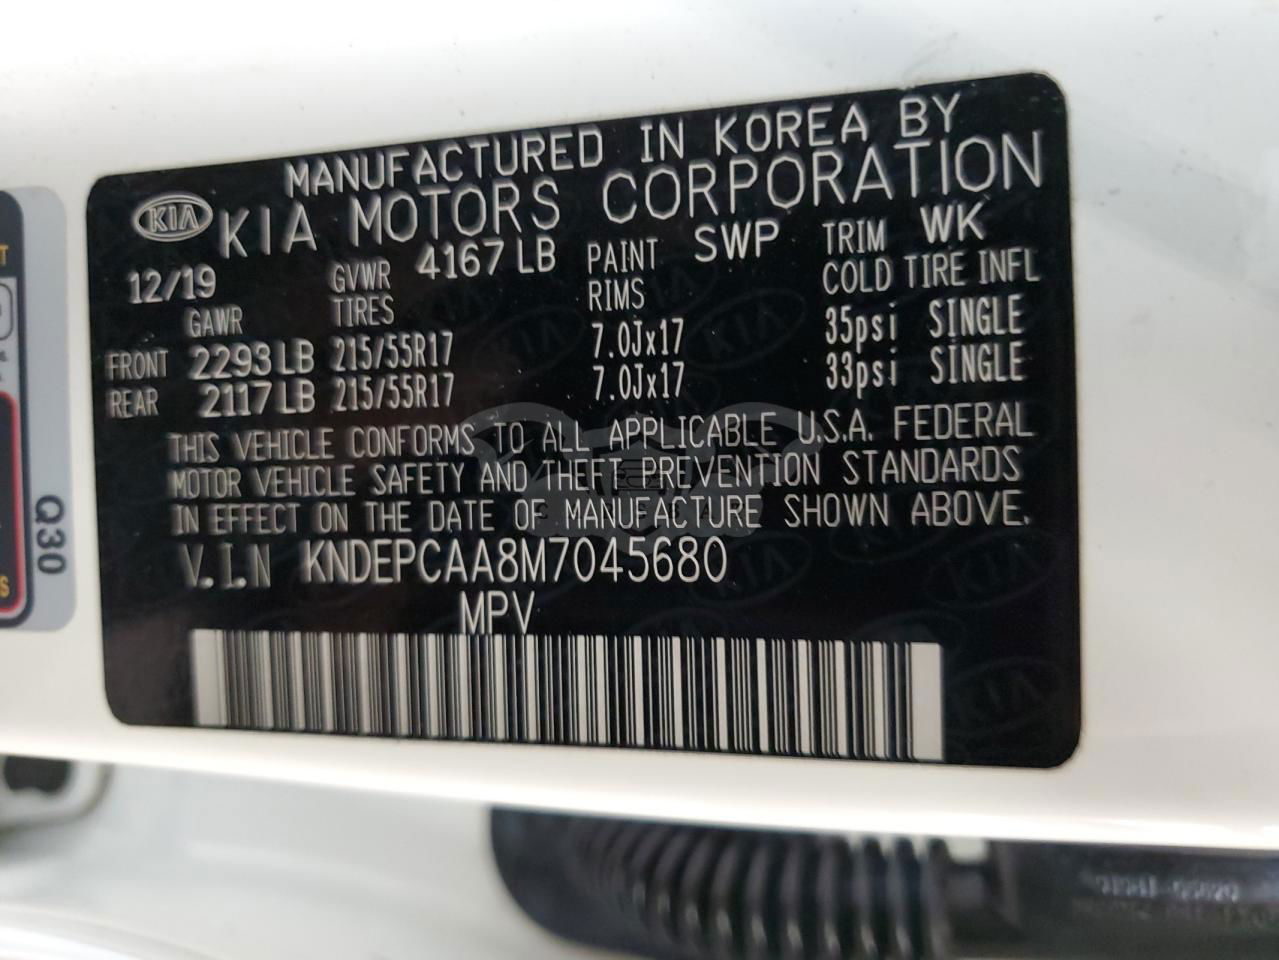 MANUFACTURED IN KOREA BY
KIA KIA MOTORS CORPORATION
12/19 GVWR 4167 LB PAINT SWP TRIM WK
GAWR TIRES RIMS COLD TIRE INFL
FRONT 2293 LB 215/55R17 7.0Jx17 35psi SINGLE
REAR 2117 LB 215/55R17 7.0Jx17 33psi SINGLE
THIS VEHICLE CONFORMS TO ALL APPLICABLE U.S.A. FEDERAL
MOTOR VEHICLE SAFETY AND THEFT PREVENTION STANDARDS
IN EFFECT ON THE DATE OF MANUFACTURE SHOWN ABOVE.
V.I.N KNDEPCAA8M7045680
MPV
Q30